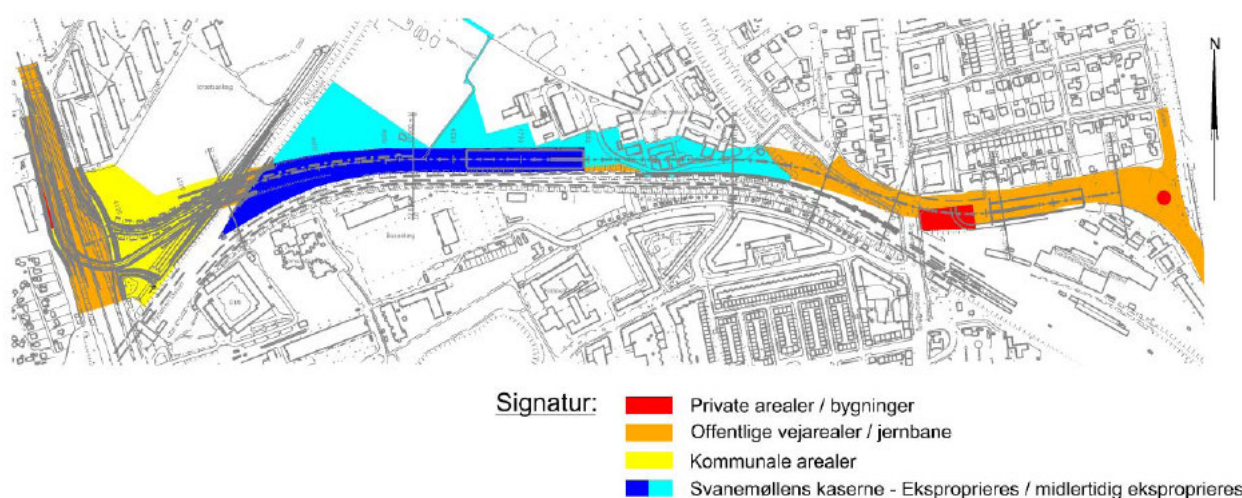 N
Signatur:
Private arealer / bygninger
Offentlige vejarealer / jernbane
Kommunale arealer
Svanemøllens kaserne - Eksproprieres / midlertidig eksproprieres